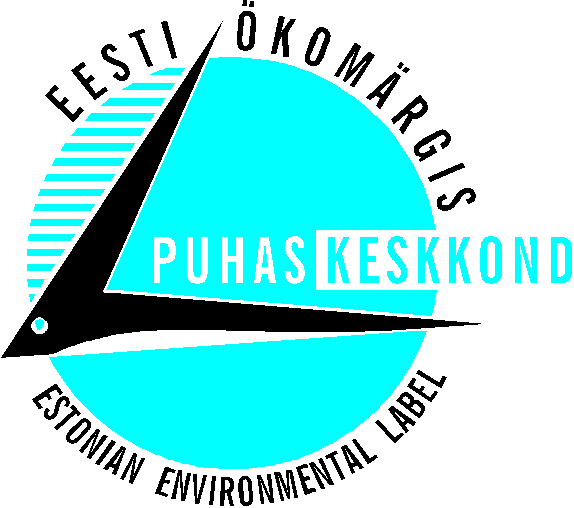 EESTI ÖKOMÄRGIS
PUHAS KESKKOND
ESTONIAN ENVIRONMENTAL LABEL